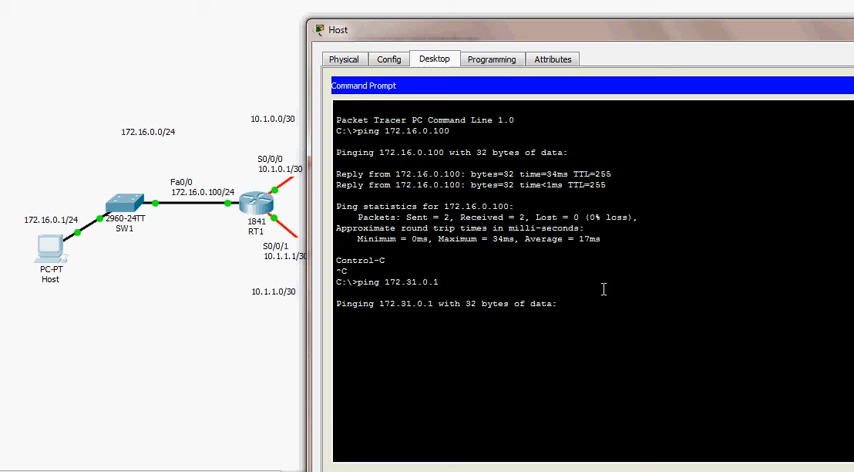 Host
Physical Config Desktop Programming Attributes
Command Prompt
Packet Tracer PC Command Line 1.0
C:\>ping 172.16.0.100
Pinging 172.16.0.100 with 32 bytes of data:
Reply from 172.16.0.100: bytes=32 time=34ms TTL=255
Reply from 172.16.0.100: bytes=32 time<1ms TTL=255
Ping statistics for 172.16.0.100:
Packets: Sent = 2, Received = 2, Lost = 0 (0% loss),
Approximate round trip times in milli-seconds:
Minimum = 0ms, Maximum = 34ms, Average = 17ms
Control-C
^C
C:\>ping 172.31.0.1
Pinging 172.31.0.1 with 32 bytes of data:
10.1.0.0/30
172.16.0.0/24
S0/0/0
10.1.0.1/30
Fa0/0
172.16.0.100/24
172.16.0.1/24
2960-24TT
SW1
1841
RT1
S0/0/1
10.1.1.1/30
PC-PT
Host
10.1.1.0/30